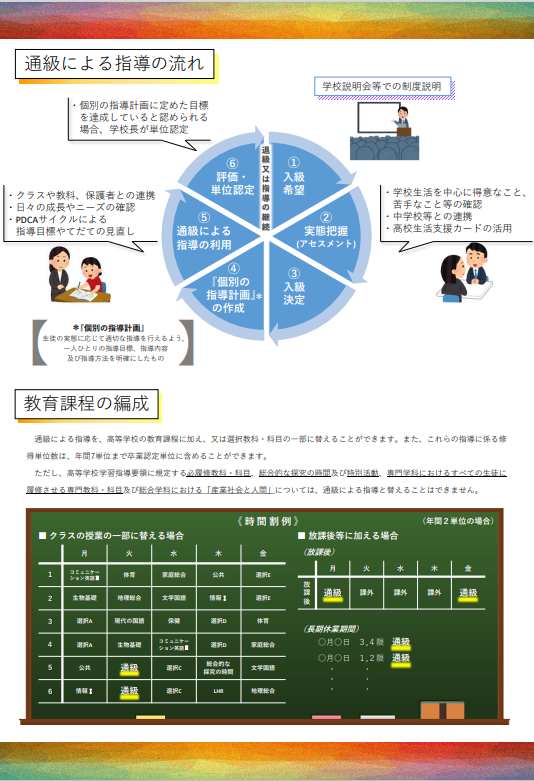 通級による指導の流れ
学校説明会等での制度説明
・個別の指導計画に定めた目標
を達成していると認められる
場合、学校長が単位認定
退級又は指導の継続
①
入級
希望
②
実態把握
(アセスメント)
③
入級
決定
④
『個別の
指導計画』*
の作成
⑤
通級による
指導の利用
⑥
評価・
単位認定
・クラスや教科、保護者との連携
・日々の成長やニーズの確認
・PDCAサイクルによる
指導目標やてだての見直し
・学校生活を中心に得意なこと、
苦手なこと等の確認
・中学校等との連携
・高校生活支援カードの活用
＊『個別の指導計画』
生徒の実態に応じて適切な指導を行えるよう、
一人ひとりの指導目標、指導内容
及び指導方法を明確にしたもの
教育課程の編成
通級による指導を、高等学校の教育課程に加え、又は選択教科・科目の一部に替えることができます。また、これらの指導に係る修
得単位数は、年間7単位まで卒業認定単位に含めることができます。
ただし、高等学校学習指導要領に規定する必履修教科・科目、総合的な探究の時間及び特別活動、専門学科におけるすべての生徒に
履修させる専門教科・科目及び総合学科における「産業社会と人間」については、通級による指導と替えることはできません。
《時間割例》
（年間２単位の場合）
■ クラスの授業の一部に替える場合
月 火 水 木 金
1 コミュニケーション英語Ⅱ 体育 家庭総合 公共 選択E
2 生物基礎 地理総合 文学国語 情報Ⅰ 選択E
3 選択A 現代の国語 保健 選択D 体育
4 選択A 生物基礎 コミュニケーション英語Ⅱ 選択D 家庭総合
5 公共 通級 選択C 総合的な探究の時間 文学国語
6 情報Ⅰ 通級 選択C LHR 地理総合
■ 放課後等に加える場合
（放課後）
月 火 水 木 金
放課後 通級 課外 課外 課外 通級
（長期休業期間）
〇月〇日 3,4限 通級
〇月〇日 1,2限 通級